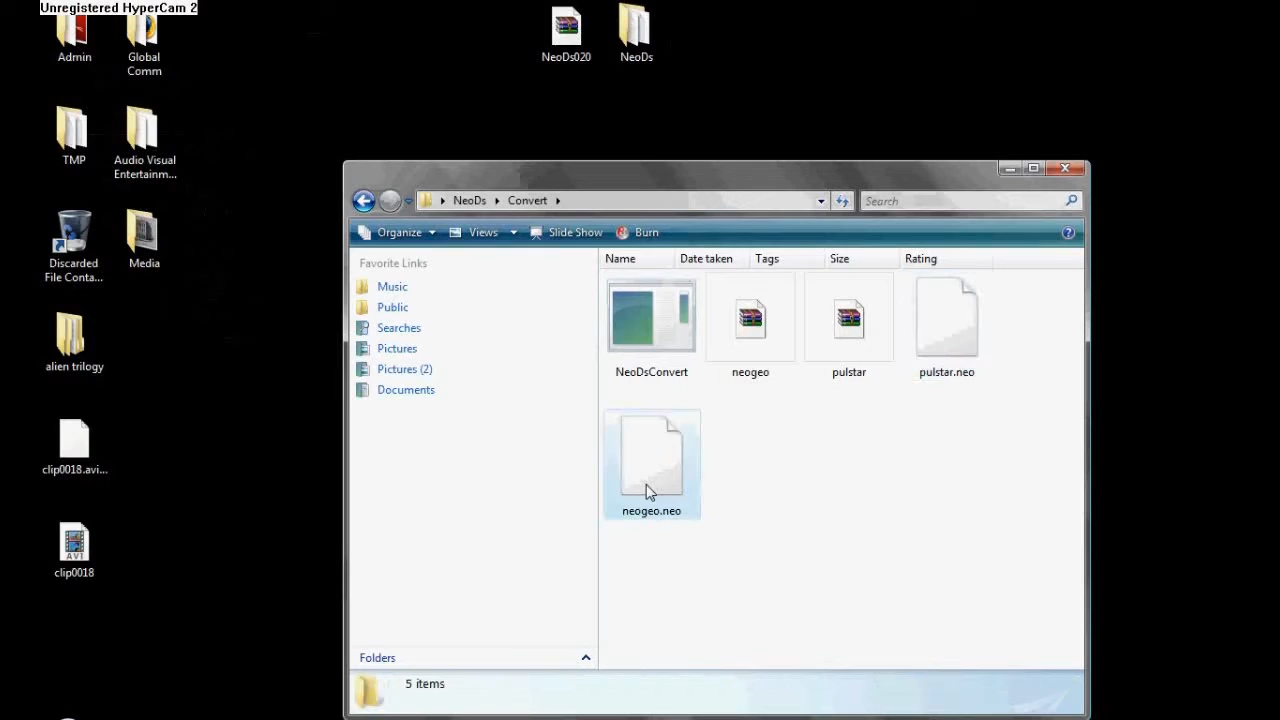 Unregistered HyperCam 2
Admin
Global
Comm
NeoDs020
NeoDs
TMP
Audio Visual
Entertainm...
Discarded
File Conta...
Media
alien trilogy
clip0018.avi...
clip0018
NeoDs
Convert
Search
Organize
Views
Slide Show
Burn
Favorite Links
Music
Public
Searches
Pictures
Pictures (2)
Documents
Folders
Name
Date taken
Tags
Size
Rating
NeoDsConvert
neogeo
pulstar
pulstar.neo
neogeo.neo
5 items